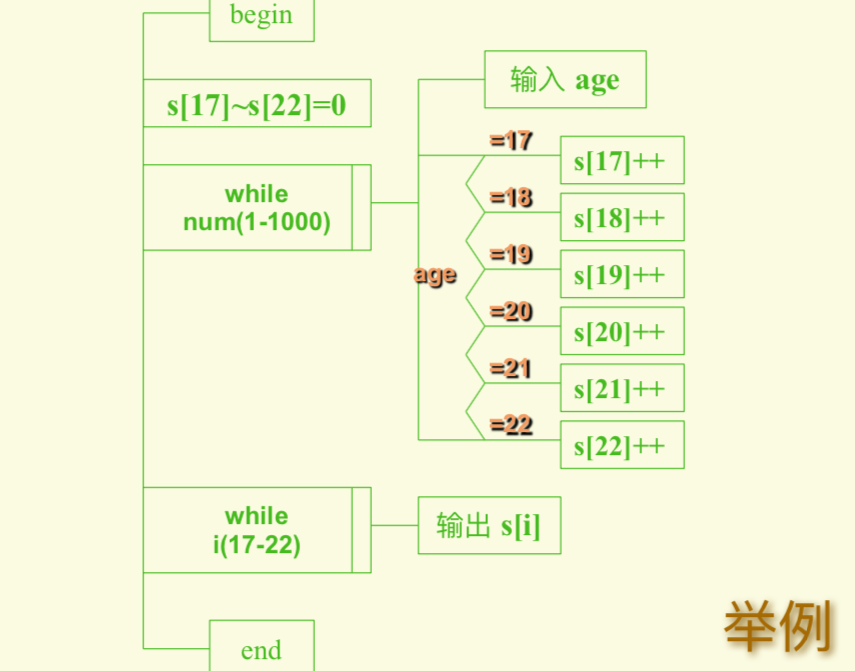 begin
s[17]~s[22]=0
while
num(1-1000)
输入 age
age
=17
s[17]++
=18
s[18]++
=19
s[19]++
=20
s[20]++
=21
s[21]++
=22
s[22]++
while
i(17-22)
输出 s[i]
end
举例